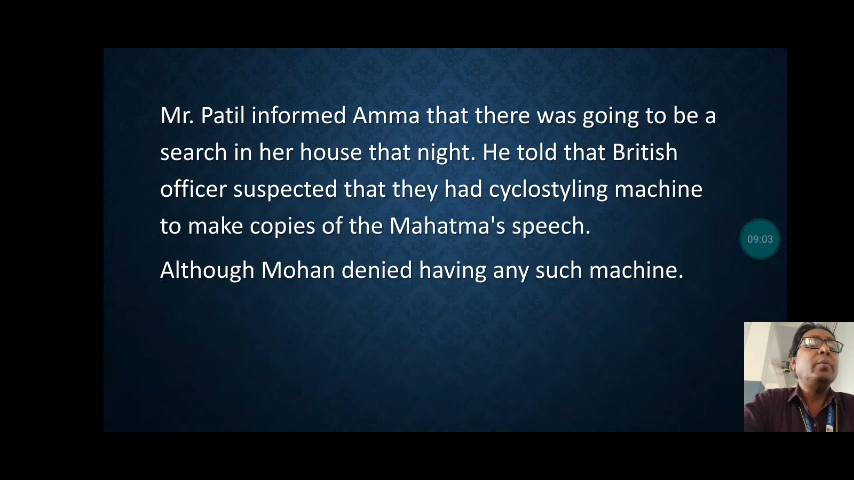 Mr. Patil informed Amma that there was going to be a
search in her house that night. He told that British
officer suspected that they had cyclostyling machine
to make copies of the Mahatma's speech.
Although Mohan denied having any such machine.
09:03